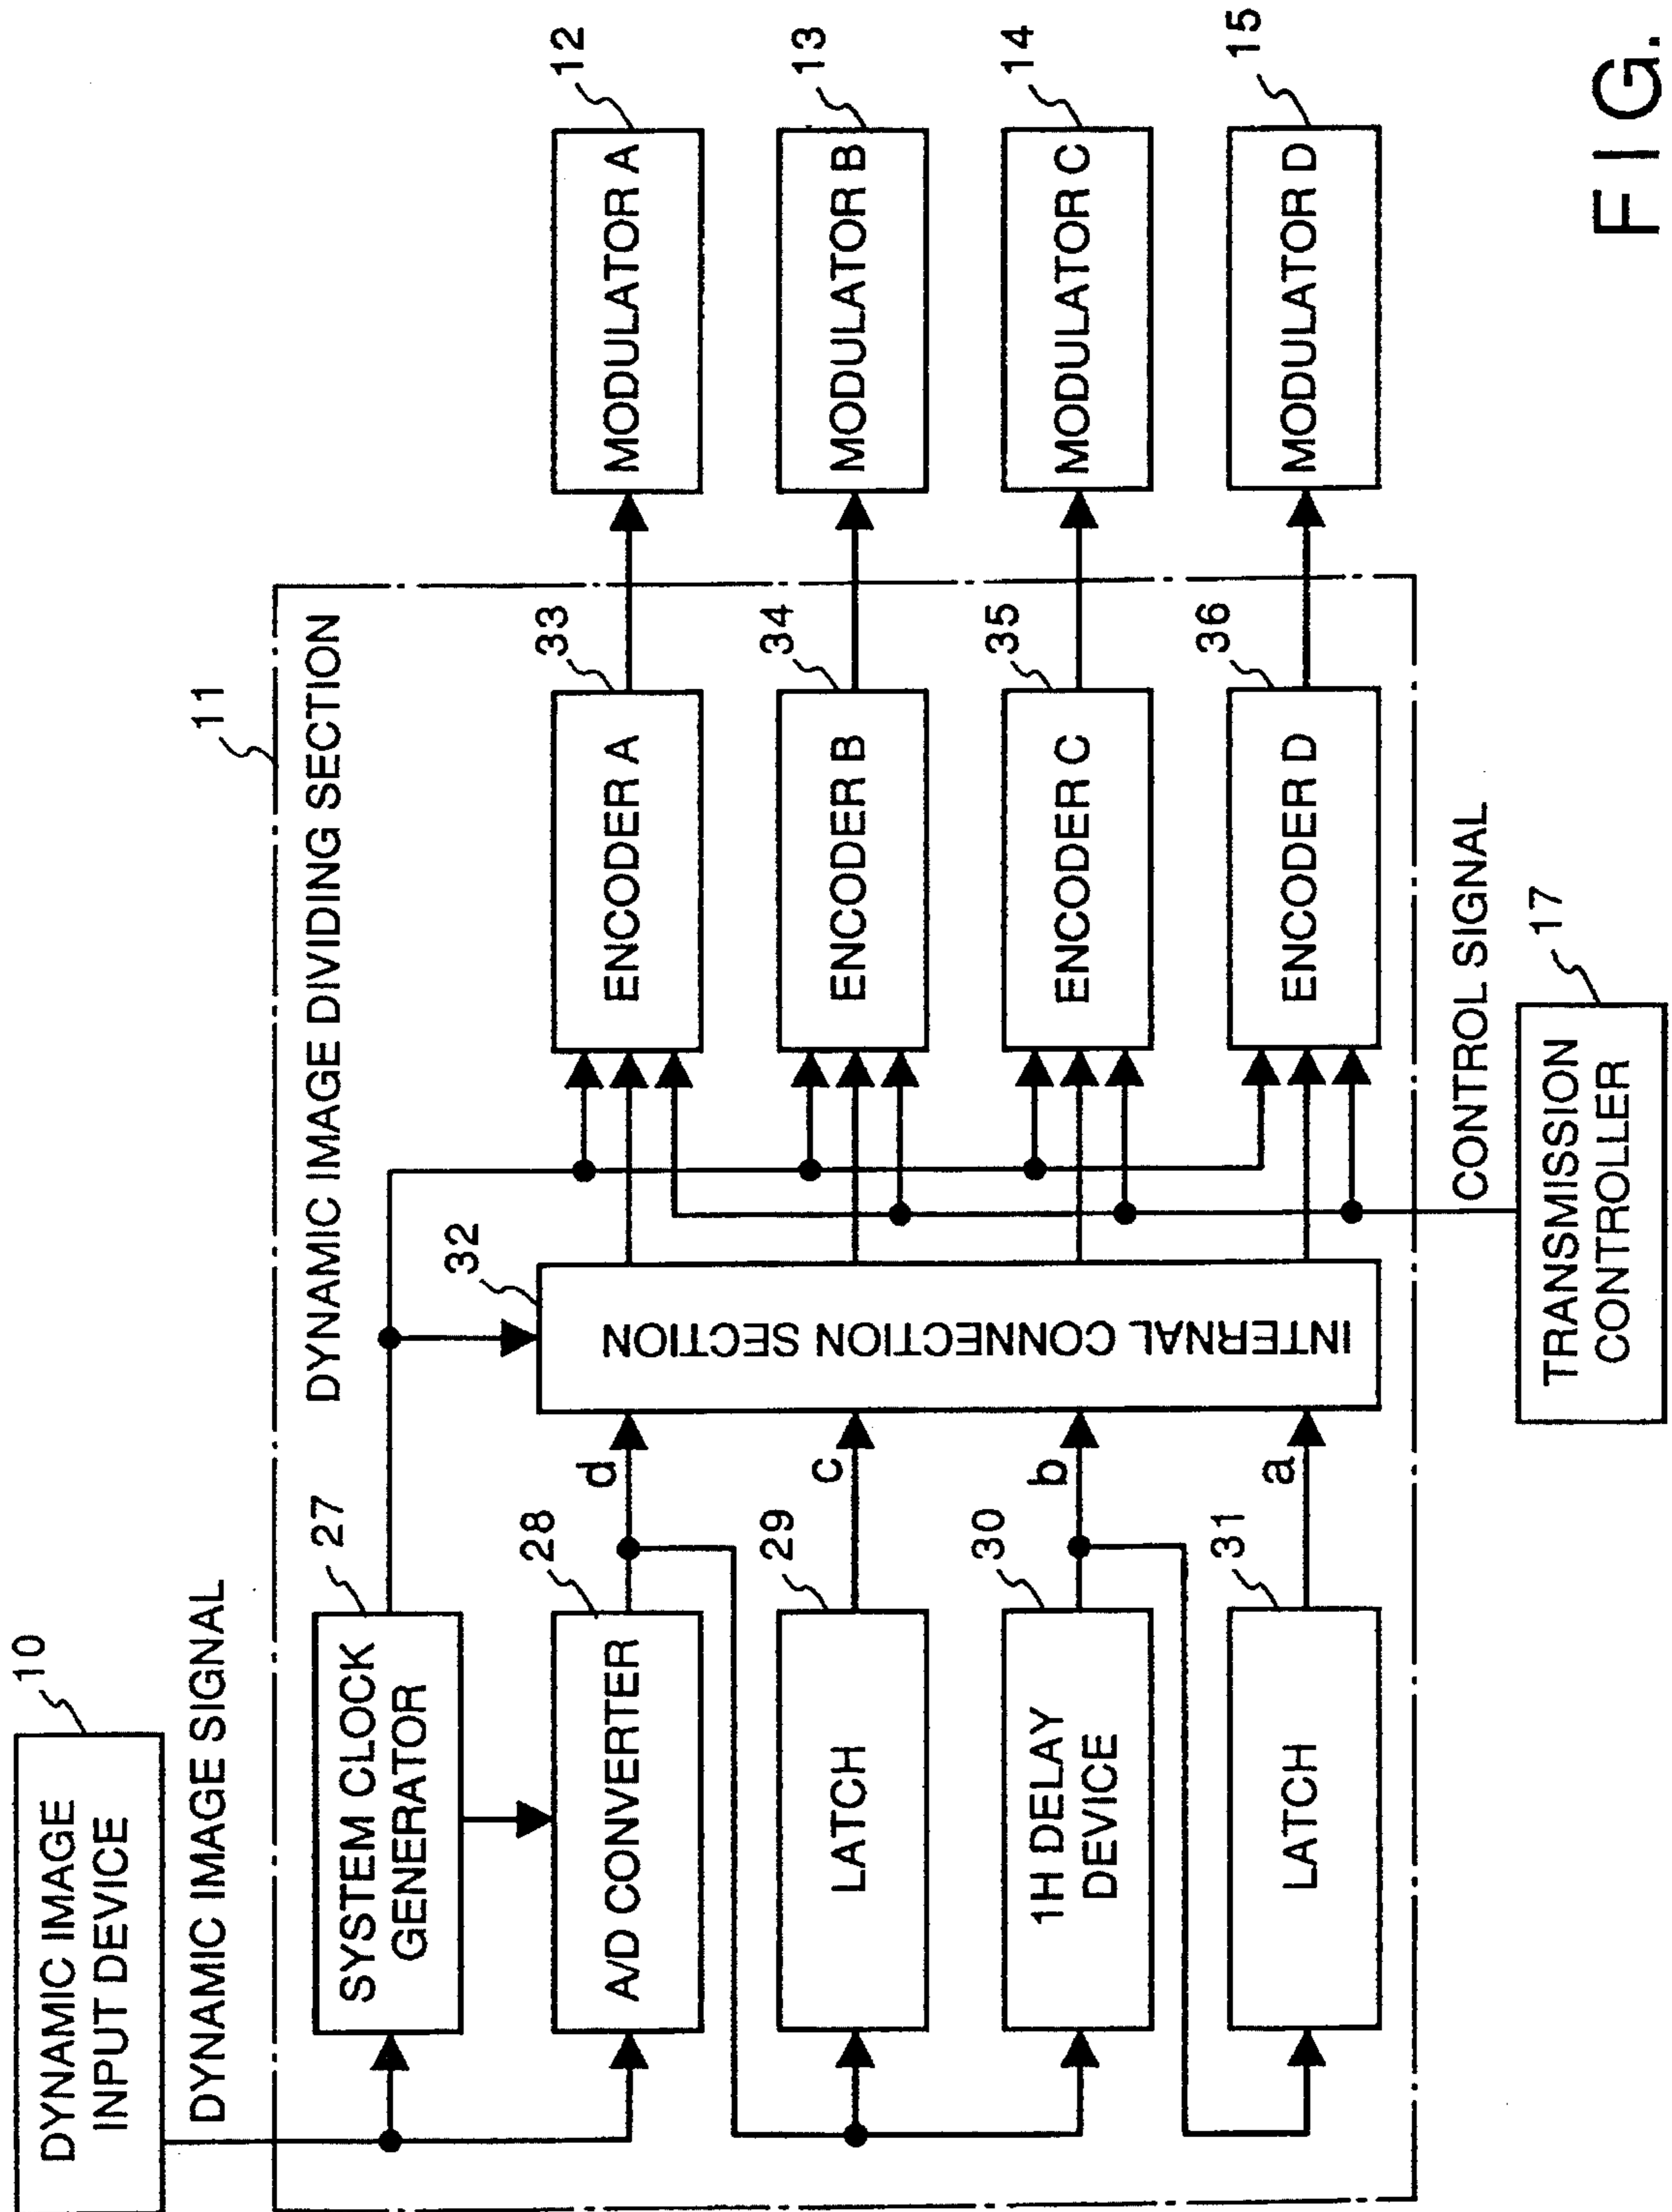 10
DYNAMIC IMAGE
INPUT DEVICE
DYNAMIC IMAGE SIGNAL
11
DYNAMIC IMAGE DIVIDING SECTION
27
SYSTEM CLOCK
GENERATOR
28
A/D CONVERTER
d
29
LATCH
c
30
1H DELAY
DEVICE
b
31
LATCH
a
32
INTERNAL CONNECTION SECTION
33
ENCODER A
34
ENCODER B
35
ENCODER C
36
ENCODER D
12
MODULATOR A
13
MODULATOR B
14
MODULATOR C
15
MODULATOR D
CONTROL SIGNAL
17
TRANSMISSION
CONTROLLER
FIG.